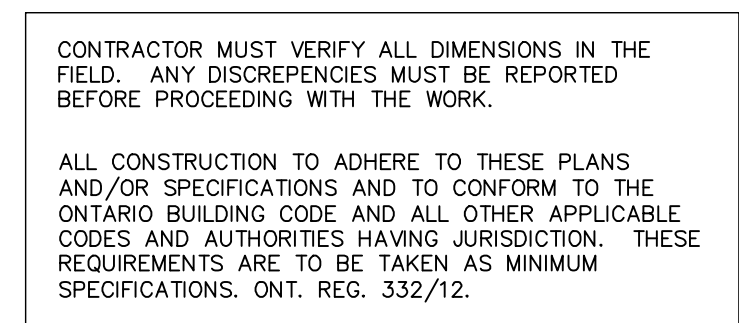 CONTRACTOR MUST VERIFY ALL DIMENSIONS IN THE
FIELD. ANY DISCREPENCIES MUST BE REPORTED
BEFORE PROCEEDING WITH THE WORK.
ALL CONSTRUCTION TO ADHERE TO THESE PLANS
AND/OR SPECIFICATIONS AND TO CONFORM TO THE
ONTARIO BUILDING CODE AND ALL OTHER APPLICABLE
CODES AND AUTHORITIES HAVING JURISDICTION. THESE
REQUIREMENTS ARE TO BE TAKEN AS MINIMUM
SPECIFICATIONS. ONT. REG. 332/12.